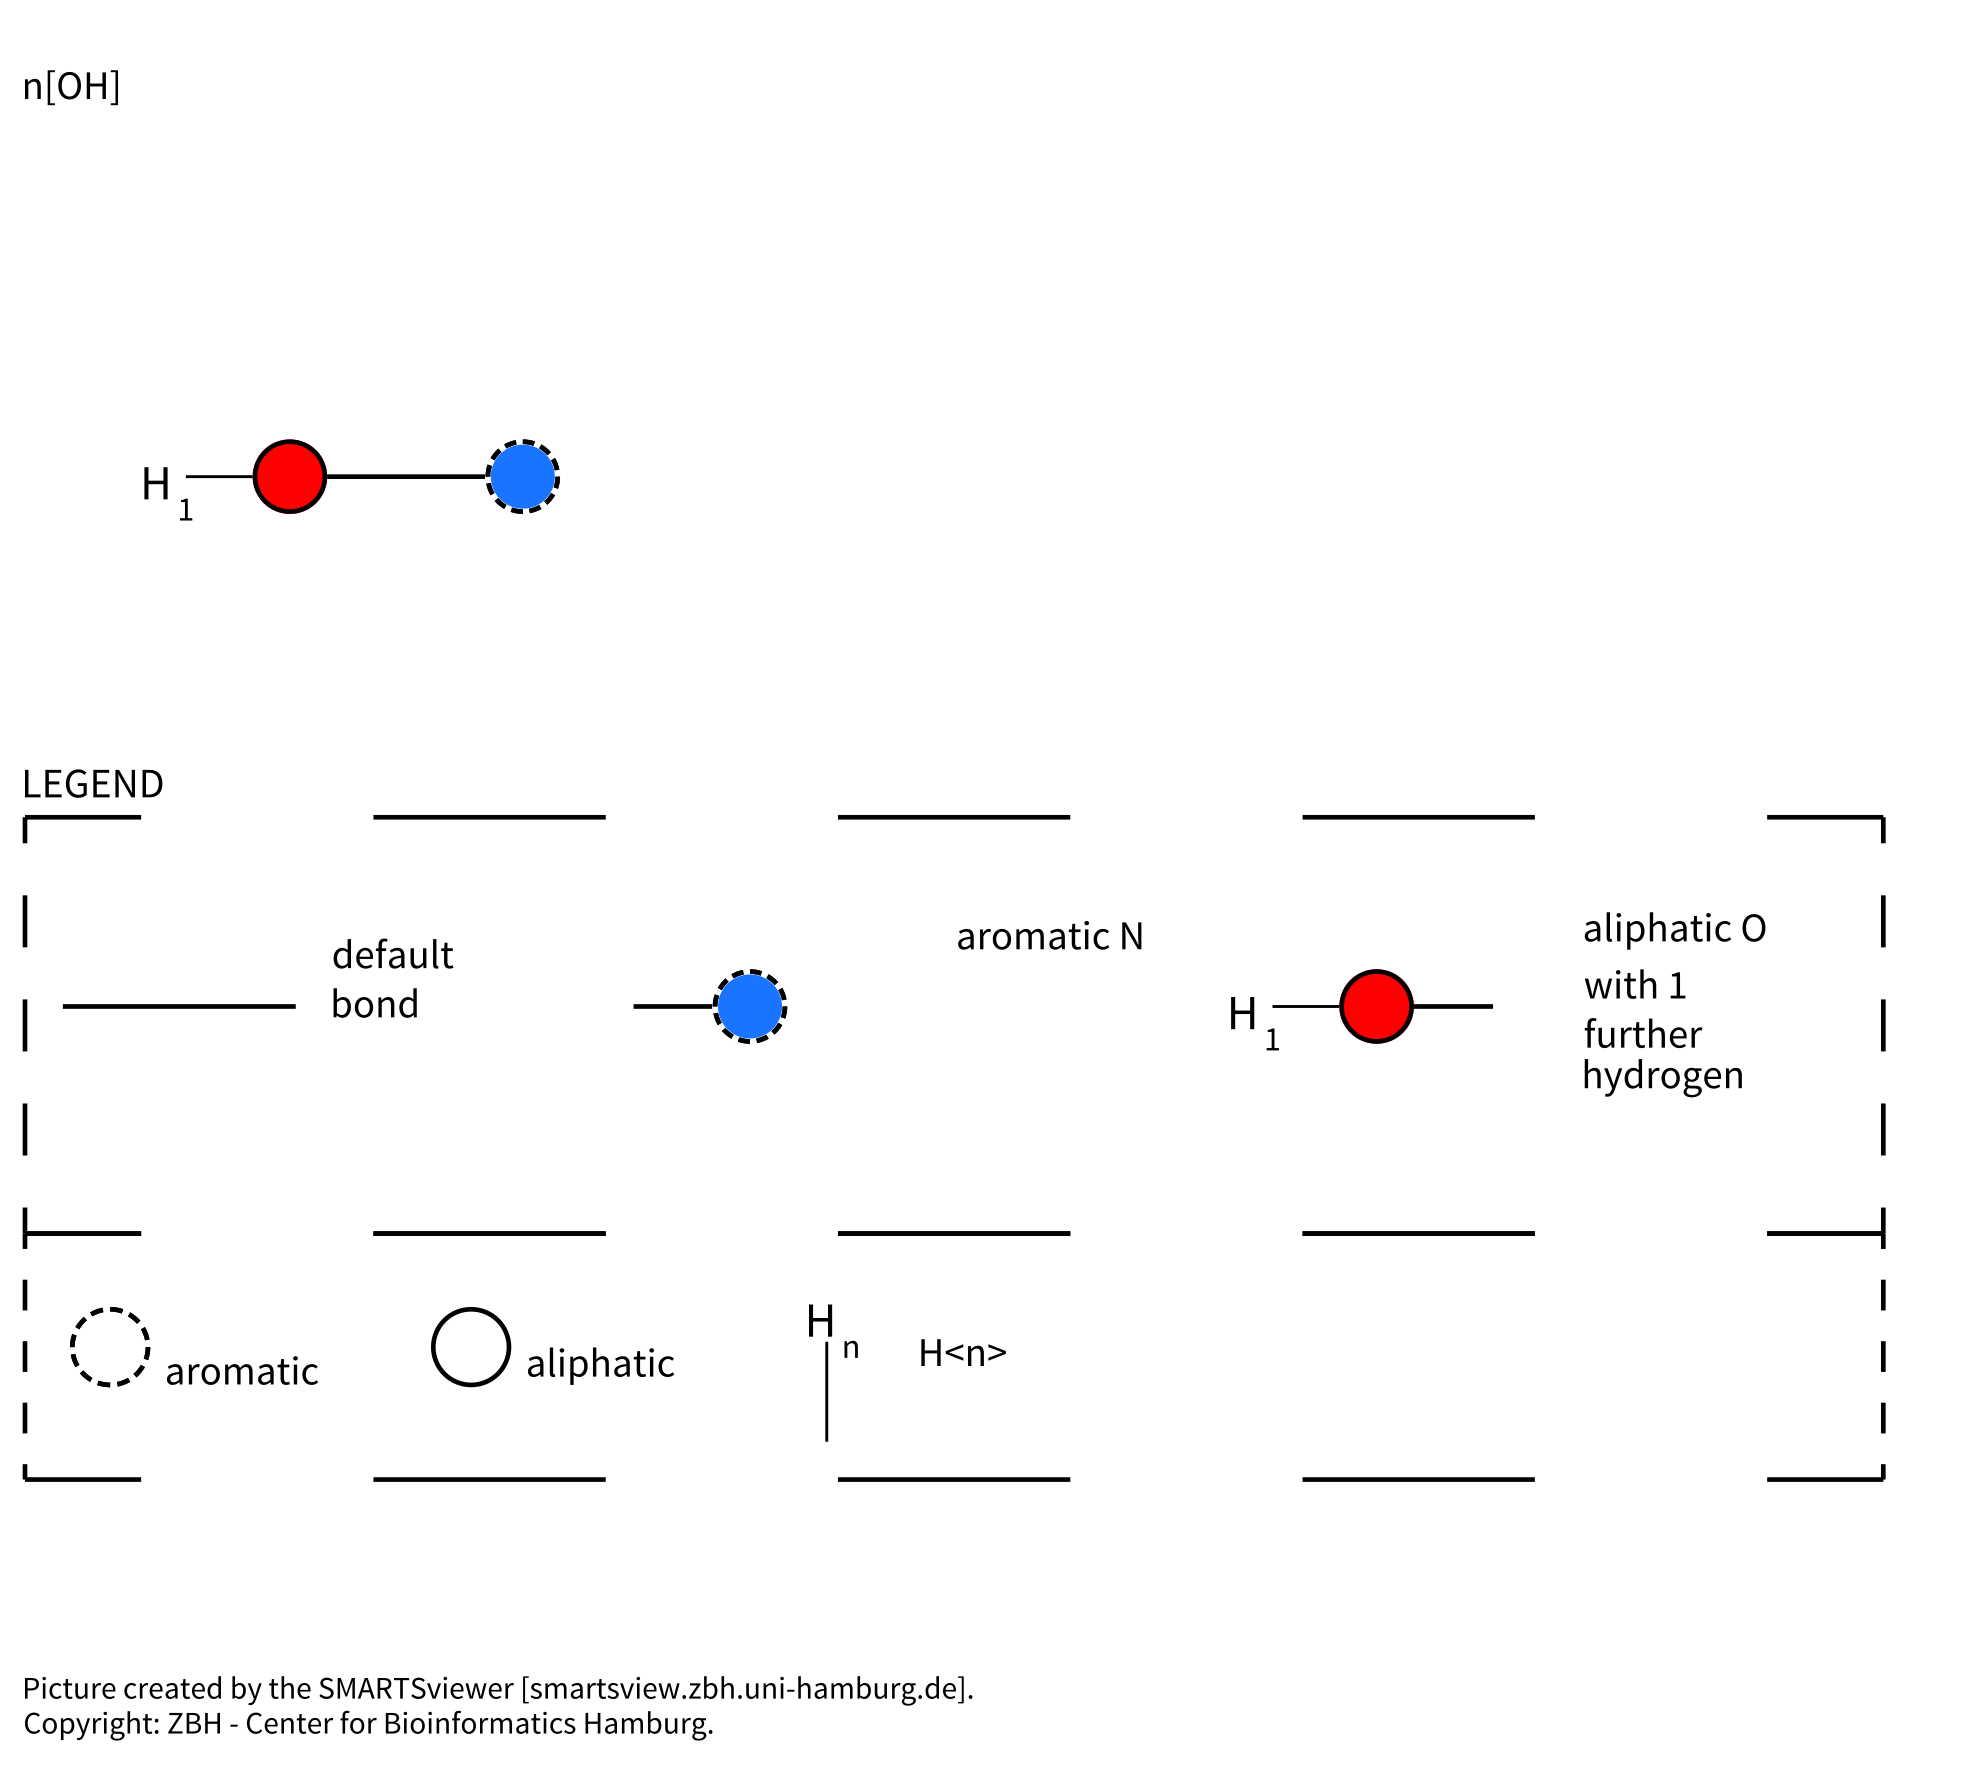 n[OH]
H 1
LEGEND
default
bond
aromatic N
H 1
aliphatic O
with 1
further
hydrogen
aromatic
aliphatic
H n
H<n>
Picture created by the SMARTSviewer [smartsview.zbh.uni-hamburg.de].
Copyright: ZBH - Center for Bioinformatics Hamburg.